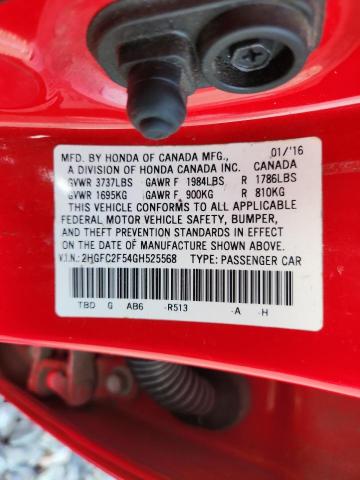 MFD. BY HONDA OF CANADA MFG., 01/'16
A DIVISION OF HONDA CANADA INC. CANADA
GVWR 3737LBS GAWR F 1984LBS R 1786LBS
GVWR 1695KG GAWR F 900KG R 810KG
THIS VEHICLE CONFORMS TO ALL APPLICABLE
FEDERAL MOTOR VEHICLE SAFETY, BUMPER,
AND THEFT PREVENTION STANDARDS IN EFFECT
ON THE DATE OF MANUFACTURE SHOWN ABOVE.
V.I.N.: 2HGFC2F54GH525568 TYPE: PASSENGER CAR
TBD G AB6 -R513 -A -H